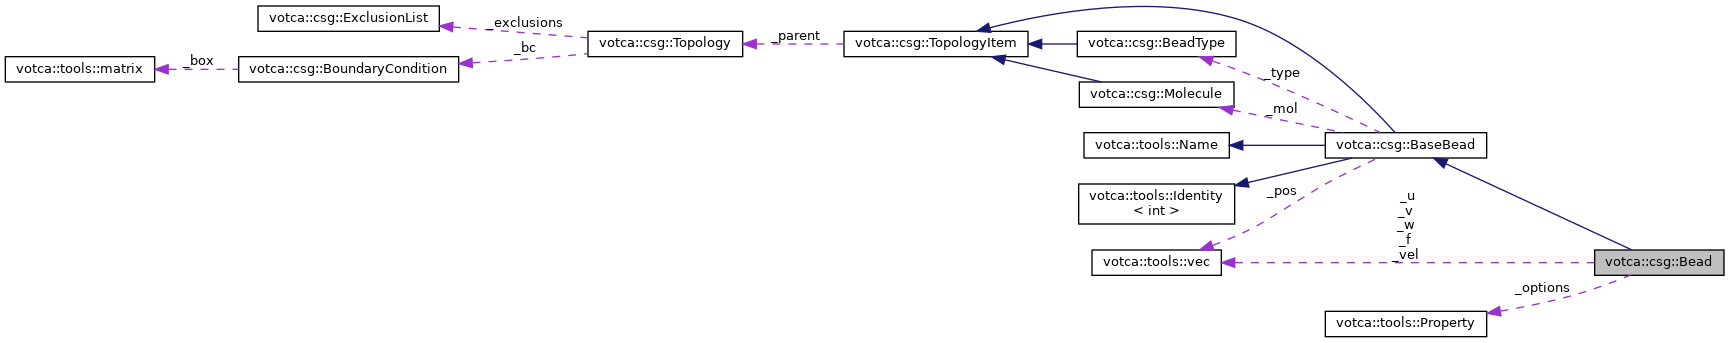 votca::csg::ExclusionList
_exclusions
votca::csg::Topology
_parent
votca::csg::TopologyItem
votca::csg::BeadType
_bc
_box
votca::tools::matrix
votca::csg::BoundaryCondition
_type
votca::csg::Molecule
_mol
votca::tools::Name
votca::csg::BaseBead
votca::tools::Identity
< int >
_pos
_u
_v
_w
_f
_vel
votca::tools::vec
votca::csg::Bead
_options
votca::tools::Property